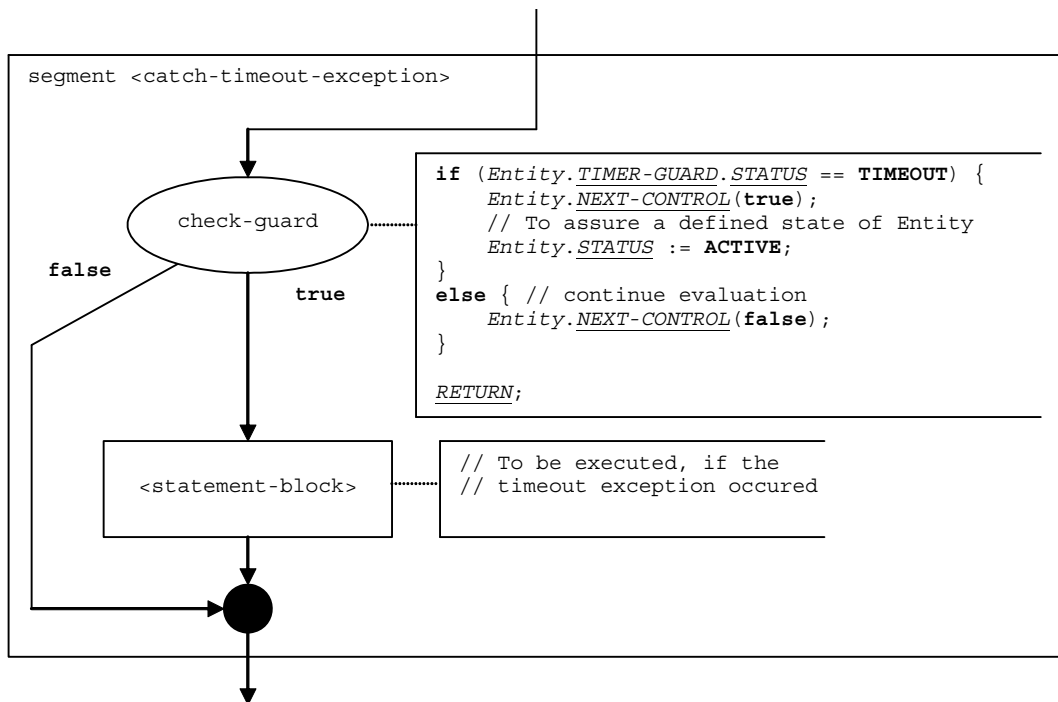 segment <catch-timeout-exception>
check-guard
if (Entity.TIMER-GUARD.STATUS == TIMEOUT) {
    Entity.NEXT-CONTROL(true);
    // To assure a defined state of Entity
    Entity.STATUS := ACTIVE;
}
else { // continue evaluation
    Entity.NEXT-CONTROL(false);
}
RETURN;
false
true
<statement-block>
// To be executed, if the
// timeout exception occured